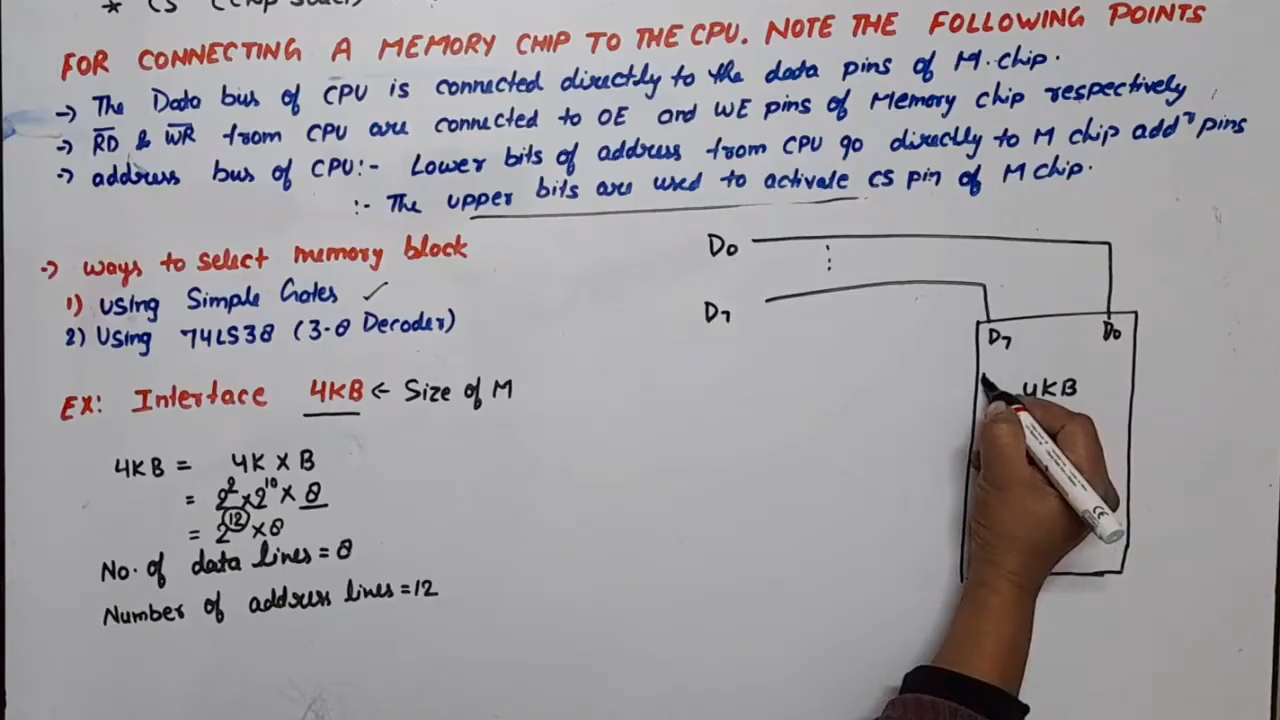 * CS (Chip Select)
FOR CONNECTING A MEMORY CHIP TO THE CPU. NOTE THE FOLLOWING POINTS
→ The Data bus of CPU is connected directly to the data pins of M.chip.
→ R̅D̅ & W̅R̅ from CPU are connected to OE and WE pins of Memory chip respectively
→ address bus of CPU:- Lower bits of address from CPU go directly to M chip addʳ pins
:- The upper bits are used to activate CS pin of M chip.
→ ways to select memory block
1) using Simple Gates ✓
2) Using 74LS38 (3-8 Decoder)
EX: Interface 4KB ← Size of M
4KB = 4K X B
= 2² x 2¹⁰ x 8
= 2¹² x 8
No. of data lines = 8
Number of address lines = 12
D0
D7
D7 D0
4KB